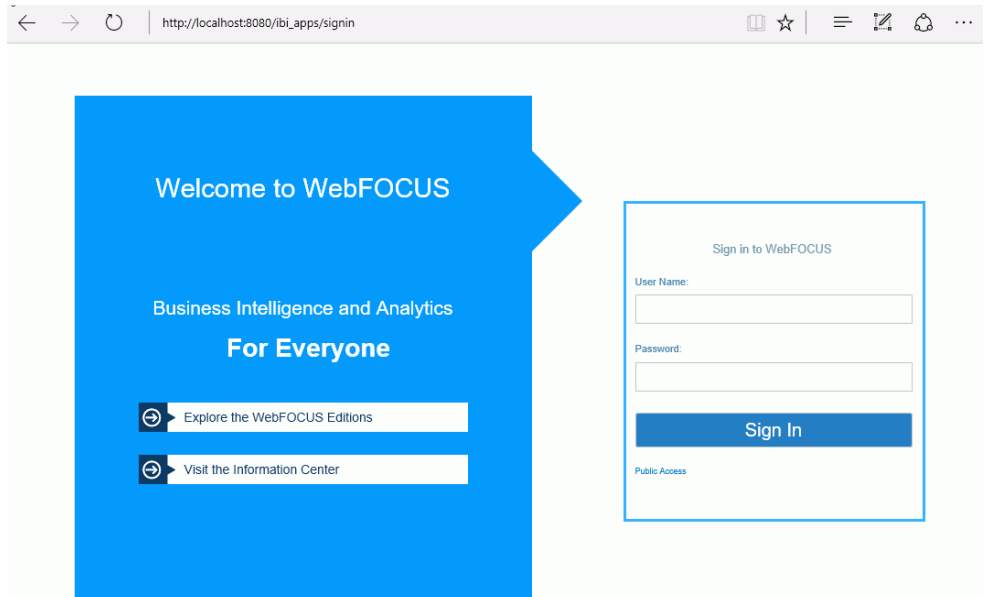 http://localhost:8080/ibi_apps/signin
Welcome to WebFOCUS
Business Intelligence and Analytics
For Everyone
Explore the WebFOCUS Editions
Visit the Information Center
Sign in to WebFOCUS
User Name:
Password:
Sign In
Public Access